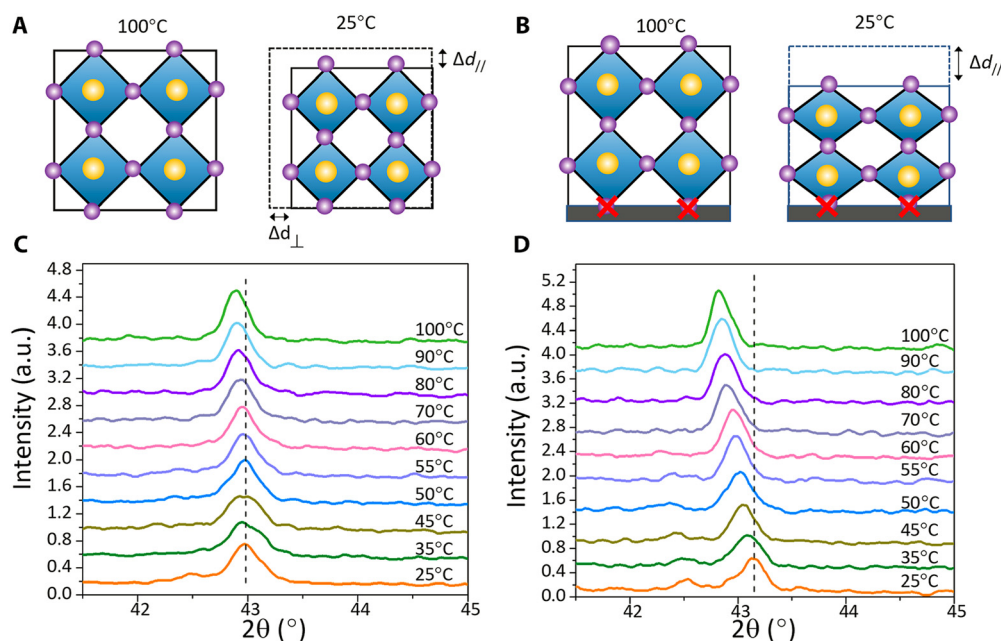 A
100°C
25°C
Δd//
Δd⊥
B
100°C
25°C
Δd//
C
4.8
4.4
4.0
3.6
3.2
2.8
2.4
2.0
1.6
1.2
0.8
0.4
0.0
Intensity (a.u.)
100°C
90°C
80°C
70°C
60°C
55°C
50°C
45°C
35°C
25°C
42
43
44
45
2θ (°)
D
5.2
4.8
4.4
4.0
3.6
3.2
2.8
2.4
2.0
1.6
1.2
0.8
0.4
0.0
Intensity (a.u.)
100°C
90°C
80°C
70°C
60°C
55°C
50°C
45°C
35°C
25°C
42
43
44
45
2θ (°)